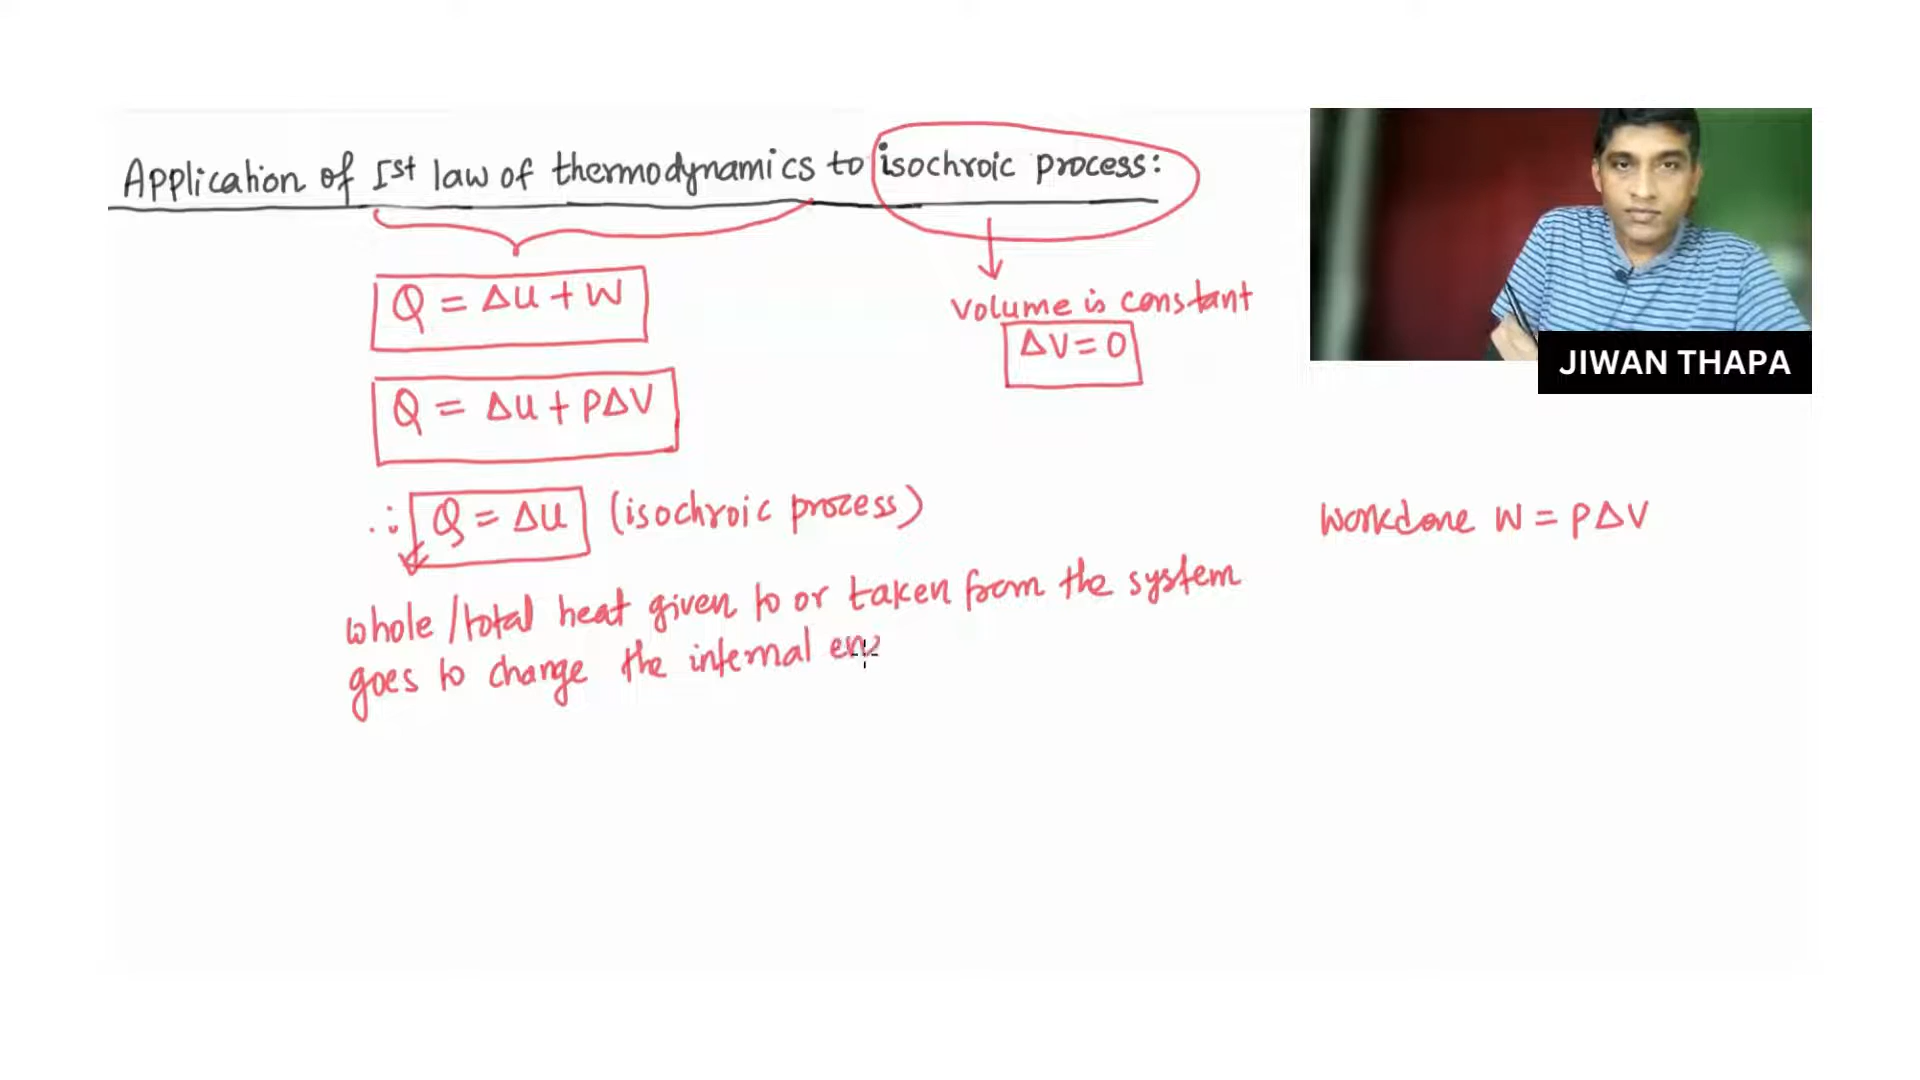 Application of Ist law of thermodynamics to isochroic process:
Q = ΔU + W
Volume is constant
ΔV = 0
JIWAN THAPA
Q = ΔU + PΔV
∴ Q = ΔU (isochroic process)
Workdone W = PΔV
whole/total heat given to or taken from the system
goes to change the internal ene